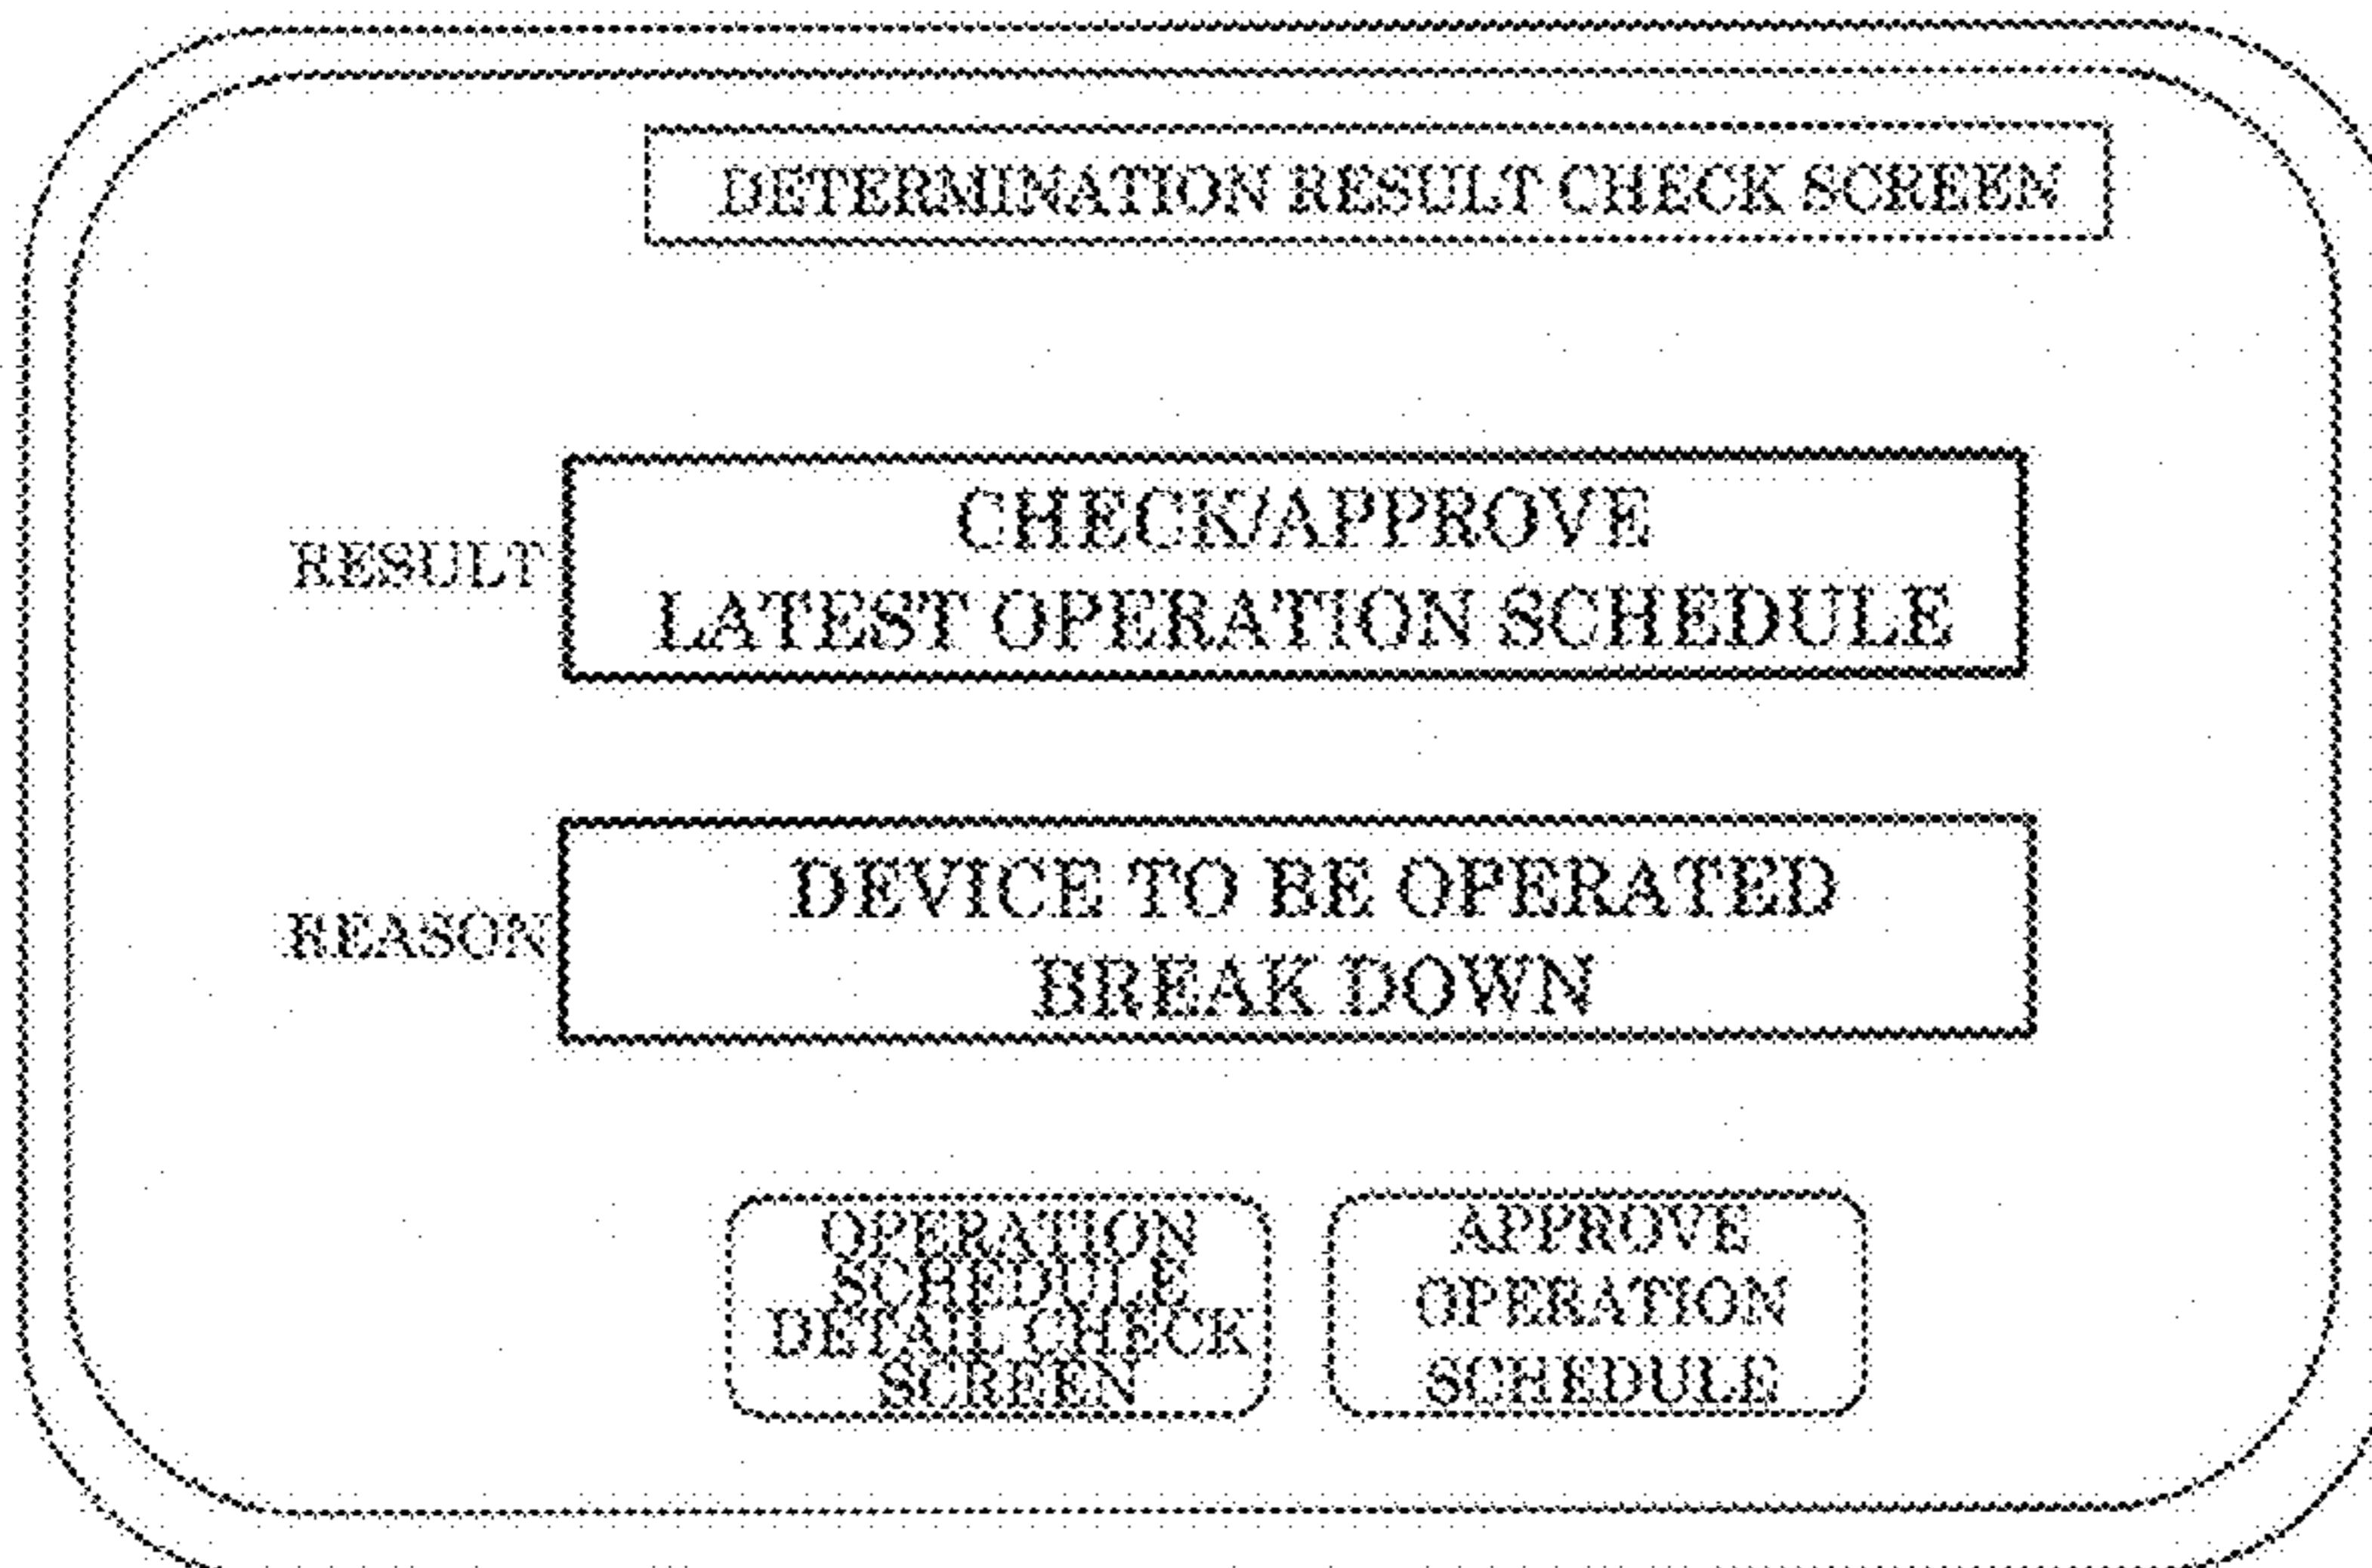 DETERMINATION RESULT CHECK SCREEN
RESULT
CHECK/APPROVE
LATEST OPERATION SCHEDULE
REASON
DEVICE TO BE OPERATED
BREAK DOWN
OPERATION
SCHEDULE
DETAIL CHECK
SCREEN
APPROVE
OPERATION
SCHEDULE